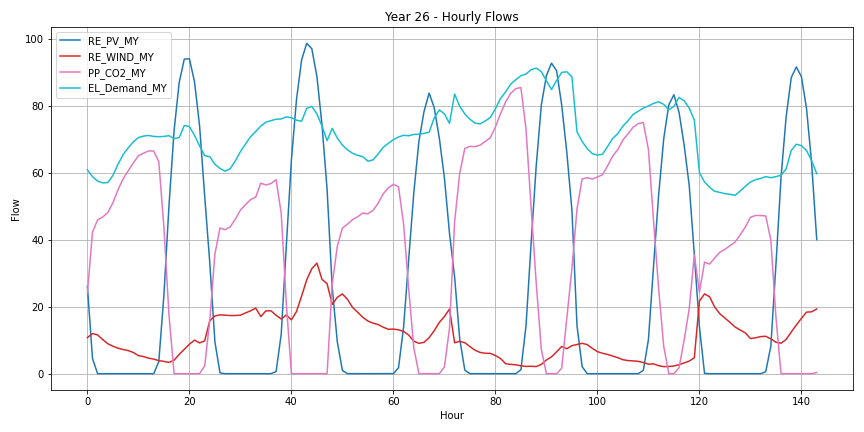 Year 26 - Hourly Flows
RE_PV_MY
RE_WIND_MY
PP_CO2_MY
EL_Demand_MY
100
80
60
40
20
0
Flow
0 20 40 60 80 100 120 140
Hour